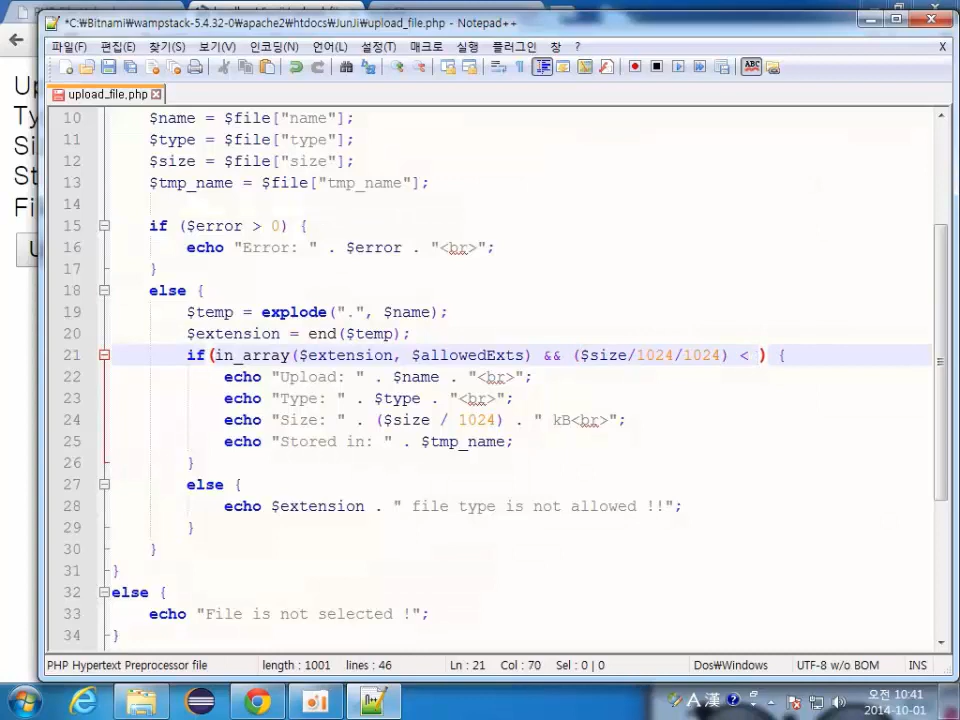 *C:₩Bitnami₩wampstack-5.4.32-0₩apache2₩htdocs₩JunJi₩upload_file.php - Notepad++
파일(F) 편집(E) 찾기(S) 보기(V) 인코딩(N) 언어(L) 설정(T) 매크로 실행 플러그인 창 ? X
upload_file.php
10 $name = $file["name"];
11 $type = $file["type"];
12 $size = $file["size"];
13 $tmp_name = $file["tmp_name"];
14
15 if ($error > 0) {
16 echo "Error: " . $error . "<br>";
17 }
18 else {
19 $temp = explode(".", $name);
20 $extension = end($temp);
21 if(in_array($extension, $allowedExts) && ($size/1024/1024) < ) {
22 echo "Upload: " . $name . "<br>";
23 echo "Type: " . $type . "<br>";
24 echo "Size: " . ($size / 1024) . " kB<br>";
25 echo "Stored in: " . $tmp_name;
26 }
27 else {
28 echo $extension . " file type is not allowed !!";
29 }
30 }
31 }
32 else {
33 echo "File is not selected !";
34 }
PHP Hypertext Preprocessor file length : 1001 lines : 46 Ln : 21 Col : 70 Sel : 0 | 0 Dos₩Windows UTF-8 w/o BOM INS
A 漢 오전 10:41
2014-10-01